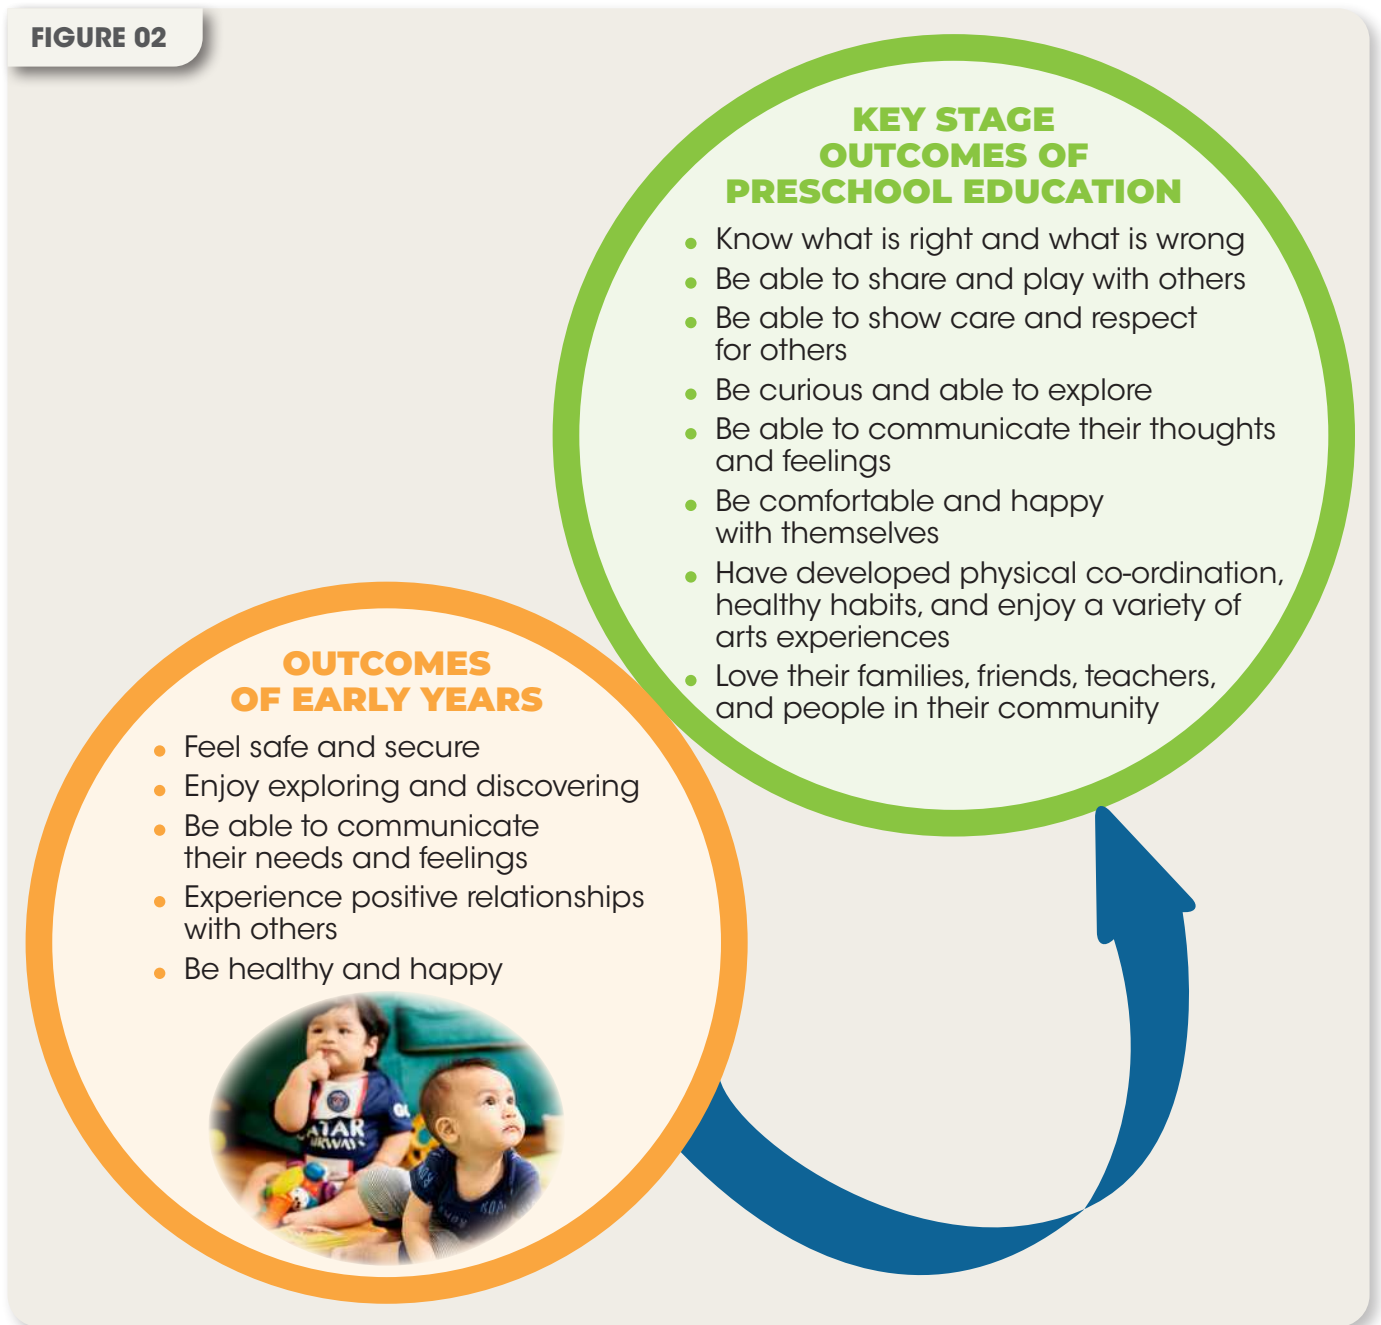 FIGURE 02
KEY STAGE
OUTCOMES OF
PRESCHOOL EDUCATION
• Know what is right and what is wrong
• Be able to share and play with others
• Be able to show care and respect
for others
• Be curious and able to explore
• Be able to communicate their thoughts
and feelings
• Be comfortable and happy
with themselves
• Have developed physical co-ordination,
healthy habits, and enjoy a variety of
arts experiences
• Love their families, friends, teachers,
and people in their community
OUTCOMES
OF EARLY YEARS
• Feel safe and secure
• Enjoy exploring and discovering
• Be able to communicate
their needs and feelings
• Experience positive relationships
with others
• Be healthy and happy